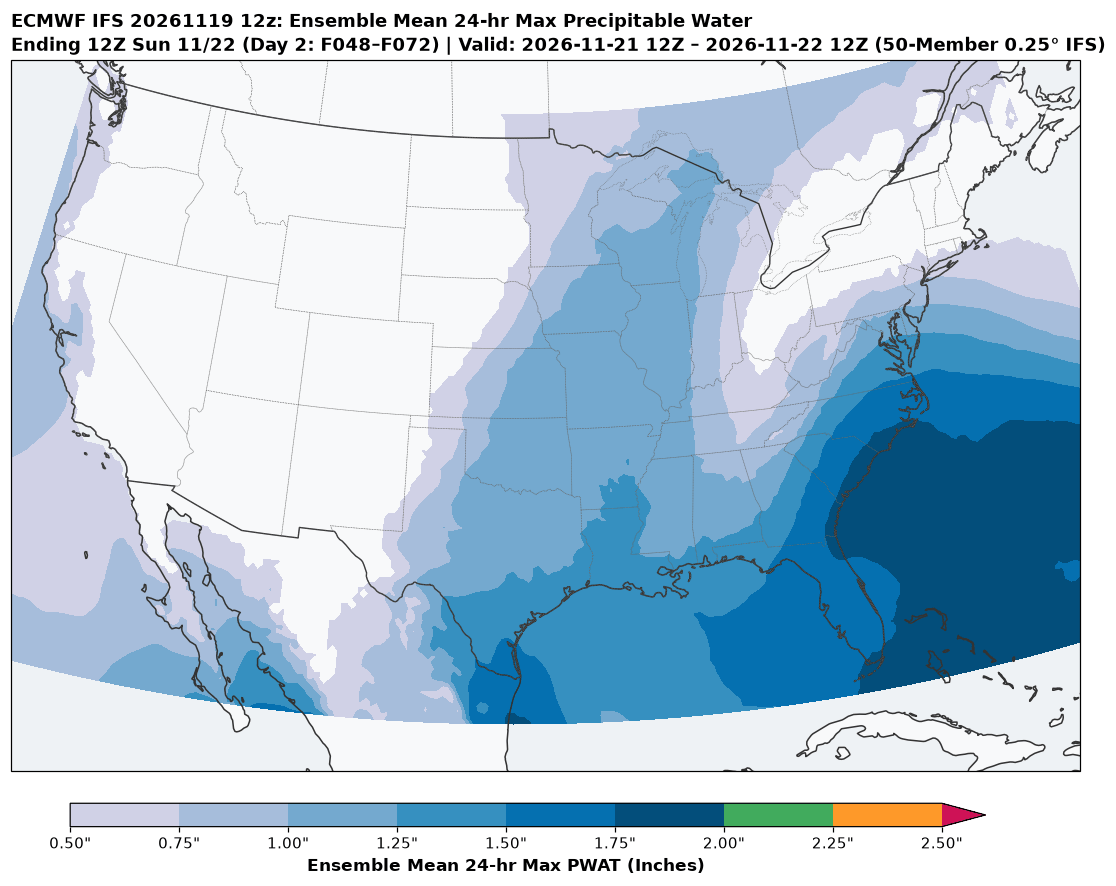 ECMWF IFS 20261119 12z: Ensemble Mean 24-hr Max Precipitable Water
Ending 12Z Sun 11/22 (Day 2: F048–F072) | Valid: 2026-11-21 12Z – 2026-11-22 12Z (50-Member 0.25° IFS)
0.50" 0.75" 1.00" 1.25" 1.50" 1.75" 2.00" 2.25" 2.50"
Ensemble Mean 24-hr Max PWAT (Inches)